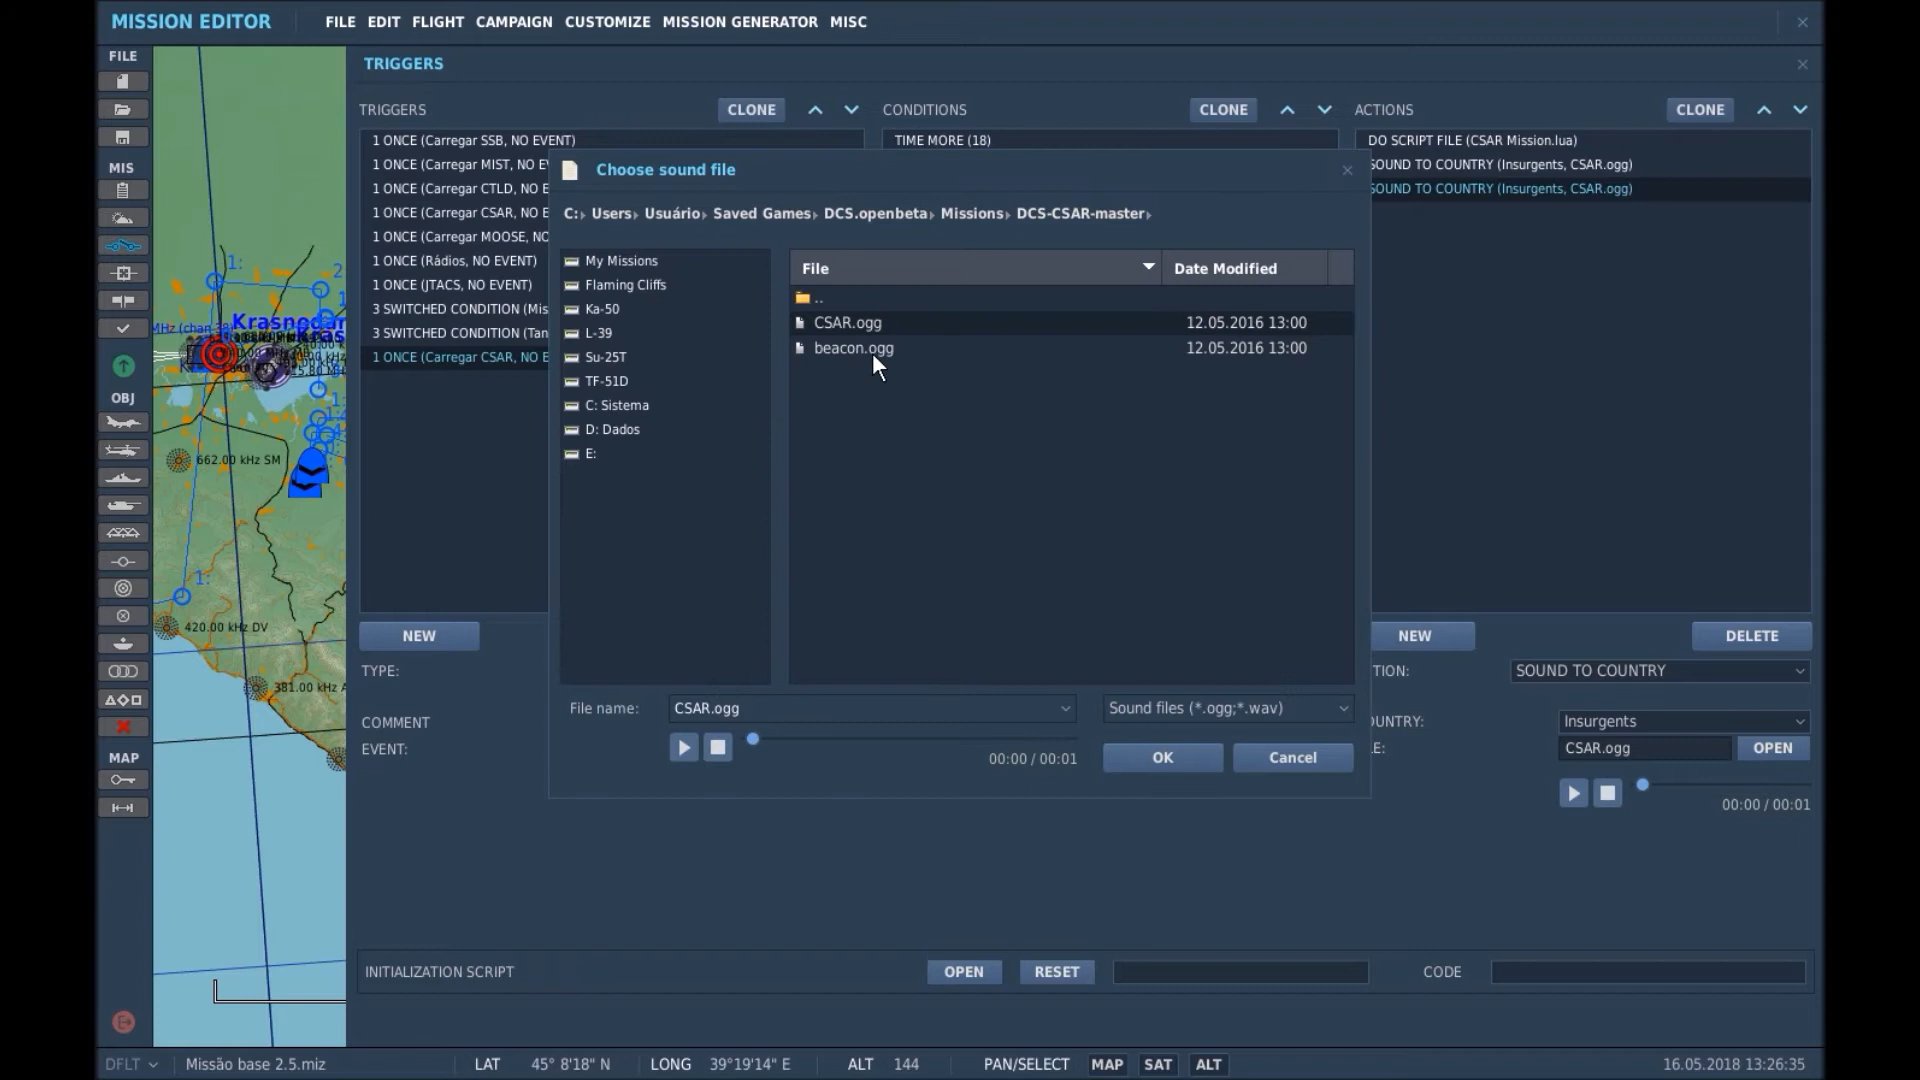 MISSION EDITOR FILE EDIT FLIGHT CAMPAIGN CUSTOMIZE MISSION GENERATOR MISC
FILE
MIS
OBJ
MAP
TRIGGERS
TRIGGERS CLONE CONDITIONS CLONE ACTIONS CLONE
1 ONCE (Carregar SSB, NO EVENT)
1 ONCE (Carregar MIST, NO EV
1 ONCE (Carregar CTLD, NO E
1 ONCE (Carregar CSAR, NO E
1 ONCE (Carregar MOOSE, NO
1 ONCE (Rádios, NO EVENT)
1 ONCE (JTACS, NO EVENT)
3 SWITCHED CONDITION (Mis
3 SWITCHED CONDITION (Tan
1 ONCE (Carregar CSAR, NO E
TIME MORE (18)
DO SCRIPT FILE (CSAR Mission.lua)
SOUND TO COUNTRY (Insurgents, CSAR.ogg)
SOUND TO COUNTRY (Insurgents, CSAR.ogg)
Choose sound file
C: Users Usuário Saved Games DCS.openbeta Missions DCS-CSAR-master
My Missions
Flaming Cliffs
Ka-50
L-39
Su-25T
TF-51D
C: Sistema
D: Dados
E:
File Date Modified
..
CSAR.ogg 12.05.2016 13:00
beacon.ogg 12.05.2016 13:00
File name: CSAR.ogg Sound files (*.ogg;*.wav)
00:00 / 00:01 OK Cancel
NEW
TYPE:
COMMENT
EVENT:
NEW DELETE
TION: SOUND TO COUNTRY
OUNTRY: Insurgents
E: CSAR.ogg OPEN
00:00 / 00:01
1:
2
Krasnodar
MHz (chan 38)
662.00 kHz SM
1:
420.00 kHz DV
381.00 kHz A
INITIALIZATION SCRIPT OPEN RESET CODE
DFLT Missão base 2.5.miz LAT 45° 8'18" N LONG 39°19'14" E ALT 144 PAN/SELECT MAP SAT ALT 16.05.2018 13:26:35